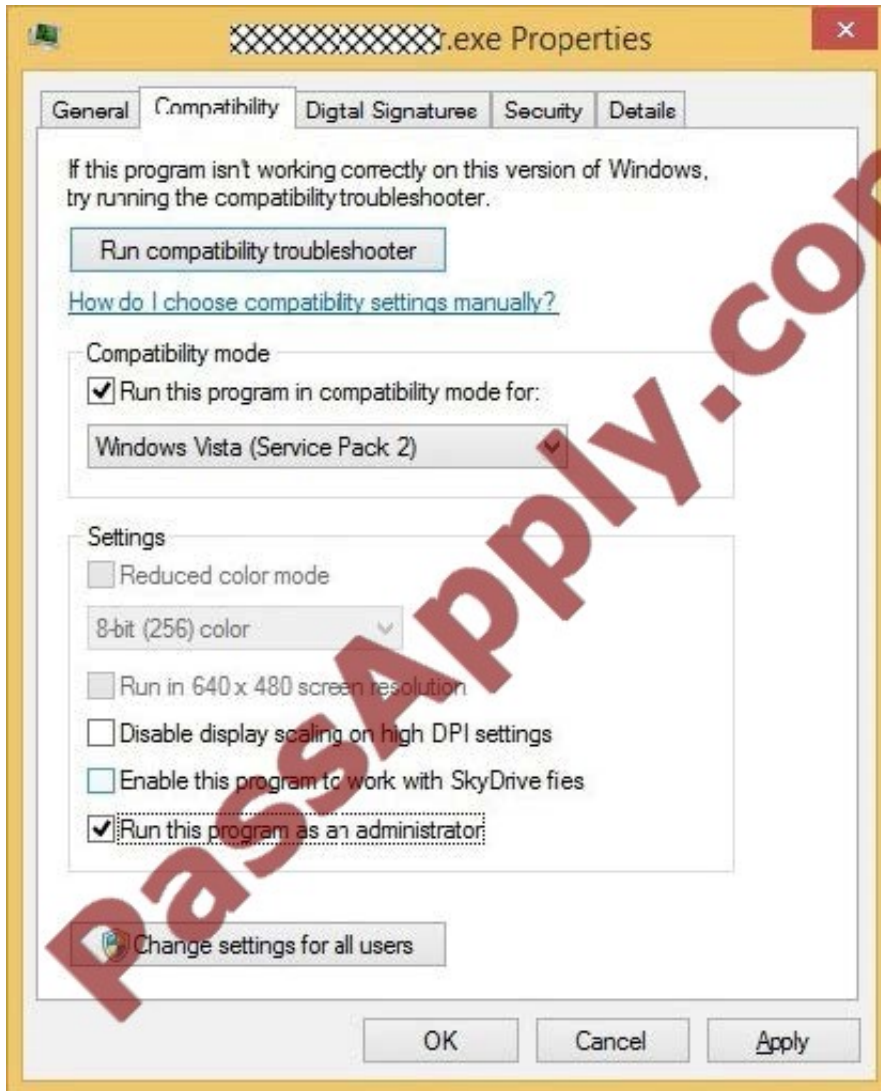 r.exe Properties
General Compatibility Digital Signatures Security Details
If this program isn't working correctly on this version of Windows,
try running the compatibility troubleshooter.
Run compatibility troubleshooter
How do I choose compatibility settings manually?
Compatibility mode
Run this program in compatibility mode for:
Windows Vista (Service Pack 2)
Settings
Reduced color mode
8-bit (256) color
Run in 640 x 480 screen resolution
Disable display scaling on high DPI settings
Enable this program to work with SkyDrive files
Run this program as an administrator
Change settings for all users
OK Cancel Apply
PassApply.com